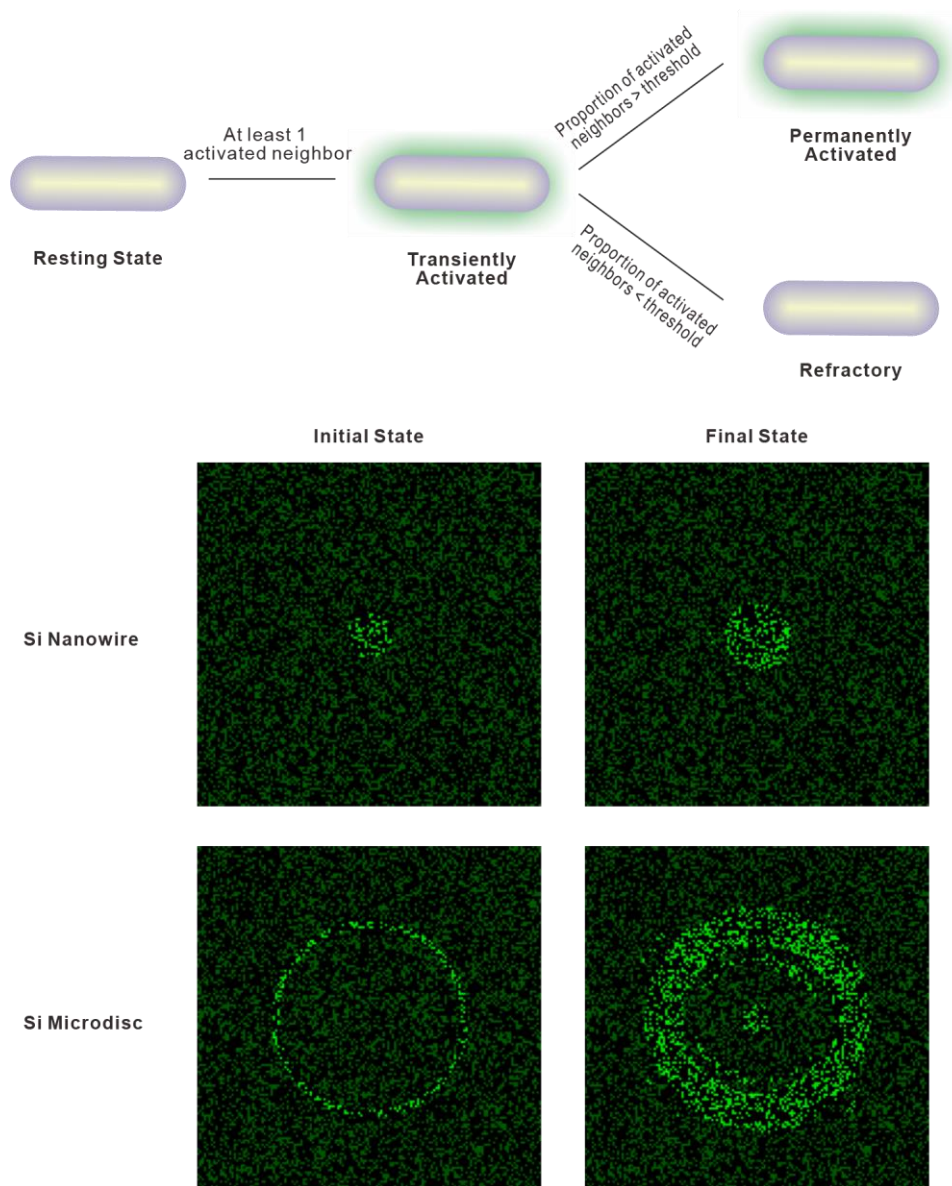 At least 1
activated neighbor
Resting State
Transiently
Activated
Proportion of activated
neighbors > threshold
Permanently
Activated
Proportion of activated
neighbors < threshold
Refractory
Initial State
Final State
Si Nanowire
Si Microdisc